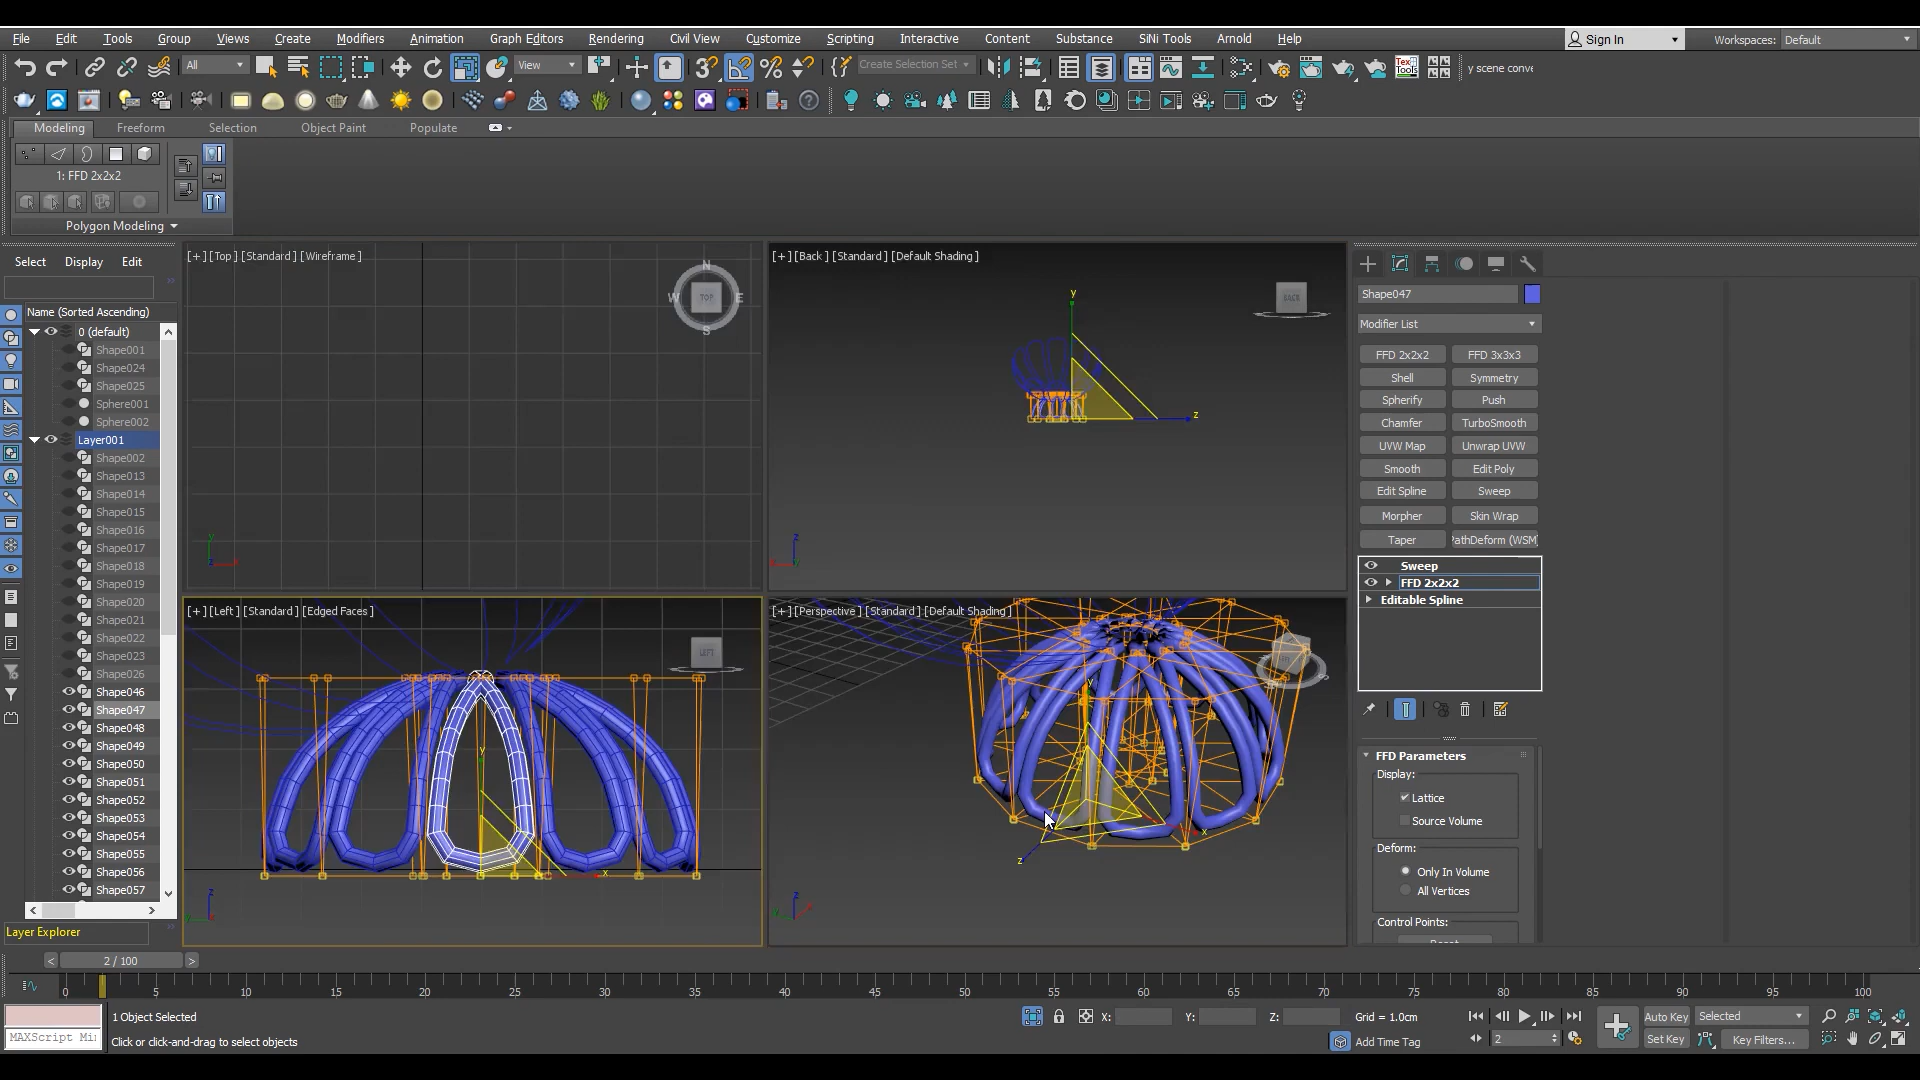 File Edit Tools Group Views Create Modifiers Animation Graph Editors Rendering Civil View Customize Scripting Interactive Content Substance SiNi Tools Arnold Help
Sign In
Workspaces: Default
All
View
Create Selection Set
Tex Tools
y scene conve
Modeling Freeform Selection Object Paint Populate
1: FFD 2x2x2
Polygon Modeling
Select Display Edit
Name (Sorted Ascending)
0 (default)
Shape001
Shape024
Shape025
Sphere001
Sphere002
Layer001
Shape002
Shape013
Shape014
Shape015
Shape016
Shape017
Shape018
Shape019
Shape020
Shape021
Shape022
Shape023
Shape026
Shape046
Shape047
Shape048
Shape049
Shape050
Shape051
Shape052
Shape053
Shape054
Shape055
Shape056
Shape057
Layer Explorer
[+] [Top] [Standard] [Wireframe]
N
W TOP E
S
y
[+] [Back] [Standard] [Default Shading]
BACK
y
z
z
[+] [Left] [Standard] [Edged Faces]
LEFT
y
x
z
[+] [Perspective] [Standard] [Default Shading]
y
x
z
z
Shape047
Modifier List
FFD 2x2x2 FFD 3x3x3
Shell Symmetry
Spherify Push
Chamfer TurboSmooth
UVW Map Unwrap UVW
Smooth Edit Poly
Edit Spline Sweep
Morpher Skin Wrap
Taper PathDeform (WSM)
Sweep
FFD 2x2x2
Editable Spline
FFD Parameters
Display:
Lattice
Source Volume
Deform:
Only In Volume
All Vertices
Control Points:
< 2 / 100 >
0 5 10 15 20 25 30 35 40 45 50 55 60 65 70 75 80 85 90 95 100
1 Object Selected
X: Y: Z: Grid = 1.0cm
Auto Key Selected
MAXScript Mi
Click or click-and-drag to select objects
Add Time Tag
2
Set Key Key Filters...